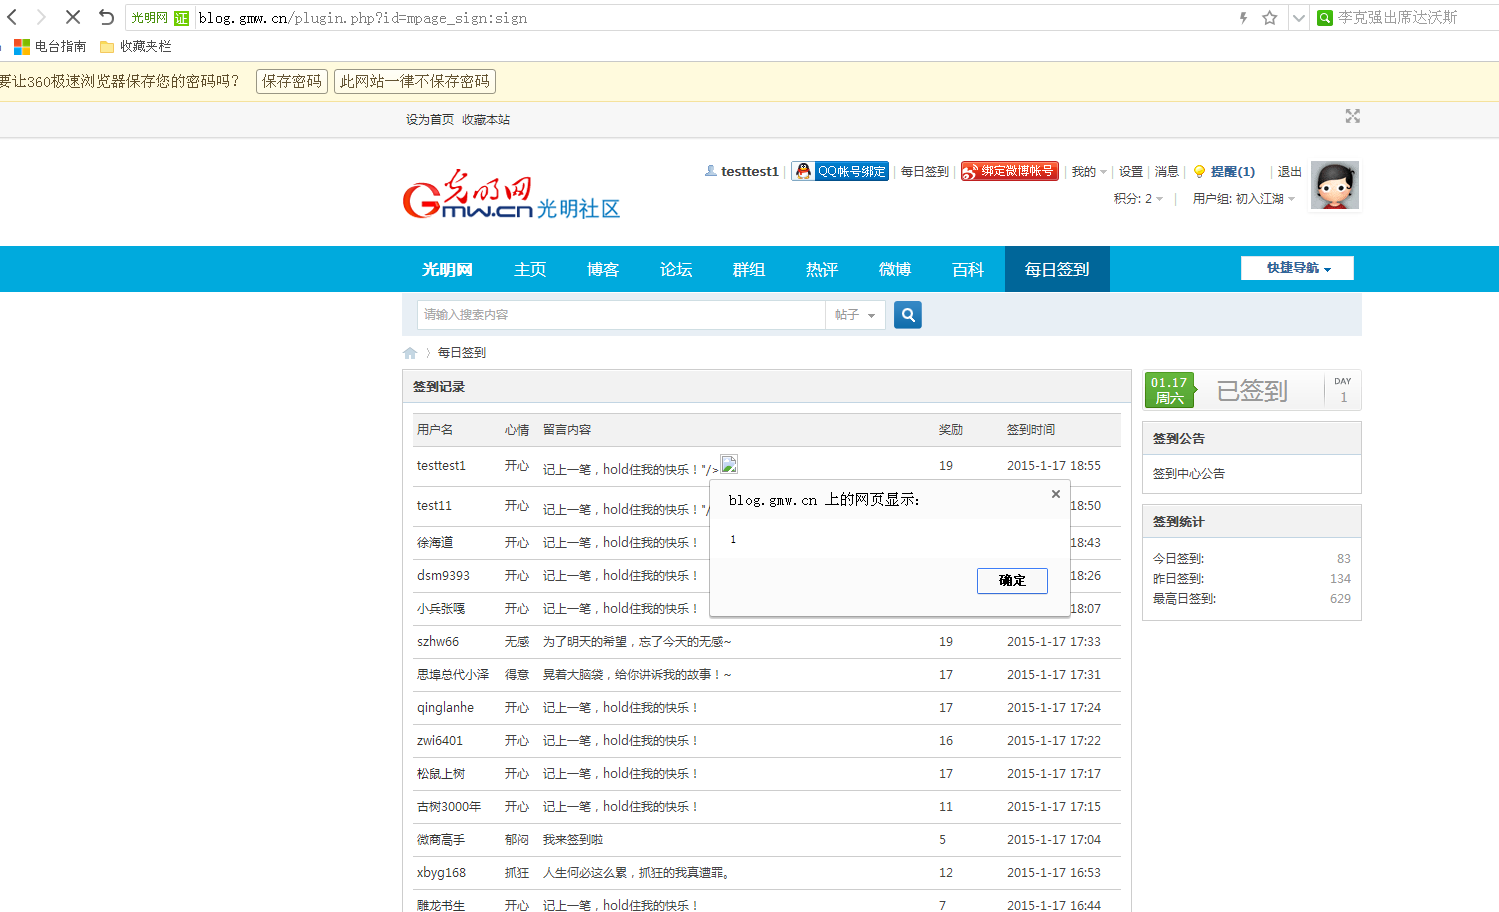 光明网 证 blog.gmw.cn/plugin.php?id=mpage_sign:sign 李克强出席达沃斯
电台指南 收藏夹栏
要让360极速浏览器保存您的密码吗? 保存密码 此网站一律不保存密码
设为首页 收藏本站
testtest1 QQ帐号绑定 每日签到 绑定微博帐号 我的 设置 消息 提醒(1) 退出
积分: 2 用户组: 初入江湖
光明网
Gmw.cn光明社区
光明网 主页 博客 论坛 群组 热评 微博 百科 每日签到 快捷导航
请输入搜索内容 帖子
每日签到
签到记录
用户名 心情 留言内容 奖励 签到时间
testtest1 开心 记上一笔，hold住我的快乐！"/> 19 2015-1-17 18:55
test11 开心 记上一笔，hold住我的快乐！"/ 18:50
徐海道 开心 记上一笔，hold住我的快乐！ 18:43
dsm9393 开心 记上一笔，hold住我的快乐！ 18:26
小兵张嘎 开心 记上一笔，hold住我的快乐！ 18:07
szhw66 无感 为了明天的希望，忘了今天的无感~ 19 2015-1-17 17:33
思埠总代小泽 得意 晃着大脑袋，给你讲诉我的故事！~ 17 2015-1-17 17:31
qinglanhe 开心 记上一笔，hold住我的快乐！ 17 2015-1-17 17:24
zwi6401 开心 记上一笔，hold住我的快乐！ 16 2015-1-17 17:22
松鼠上树 开心 记上一笔，hold住我的快乐！ 17 2015-1-17 17:17
古树3000年 开心 记上一笔，hold住我的快乐！ 11 2015-1-17 17:15
微商高手 郁闷 我来签到啦 5 2015-1-17 17:04
xbyg168 抓狂 人生何必这么累，抓狂的我真遭罪。 12 2015-1-17 16:53
雕龙书生 开心 记上一笔，hold住我的快乐！ 7 2015-1-17 16:44
blog.gmw.cn 上的网页显示:
1
确定
01.17 周六 已签到 DAY 1
签到公告
签到中心公告
签到统计
今日签到: 83
昨日签到: 134
最高日签到: 629